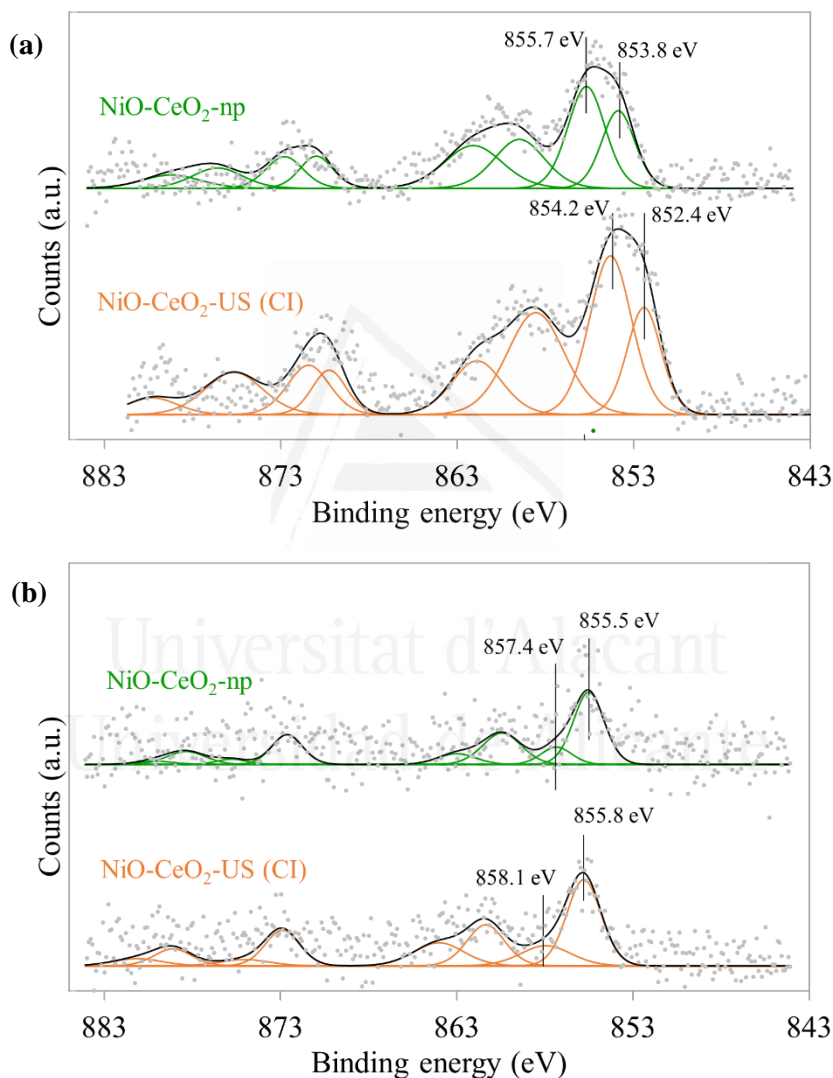 (a)
855.7 eV
853.8 eV
NiO-CeO₂-np
854.2 eV
852.4 eV
NiO-CeO₂-US (CI)
Counts (a.u.)
883 873 863 853 843
Binding energy (eV)
(b)
Universitat d'Alacant
855.5 eV
857.4 eV
NiO-CeO₂-np
Universidad de Alicante
855.8 eV
NiO-CeO₂-US (CI)
858.1 eV
Counts (a.u.)
883 873 863 853 843
Binding energy (eV)